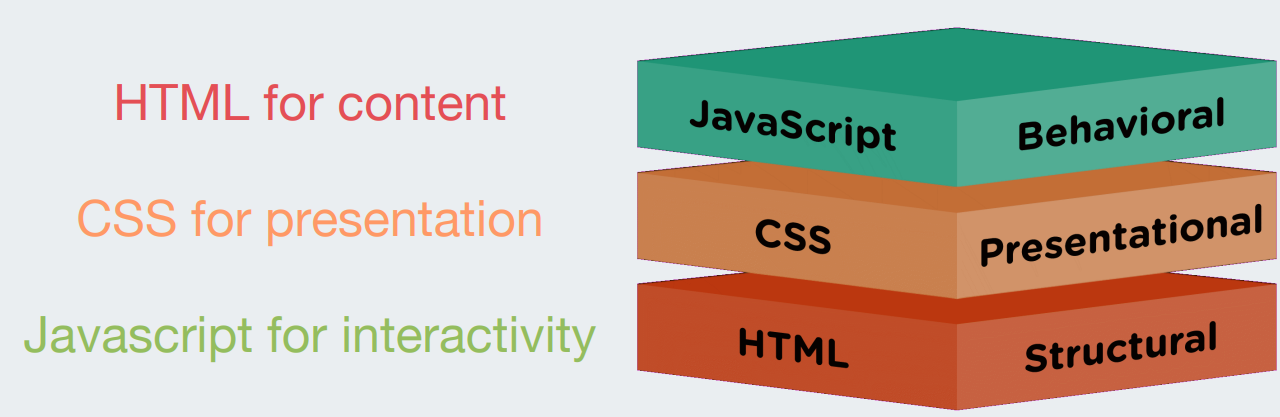 HTML for content
CSS for presentation
Javascript for interactivity
JavaScript Behavioral
CSS Presentational
HTML Structural